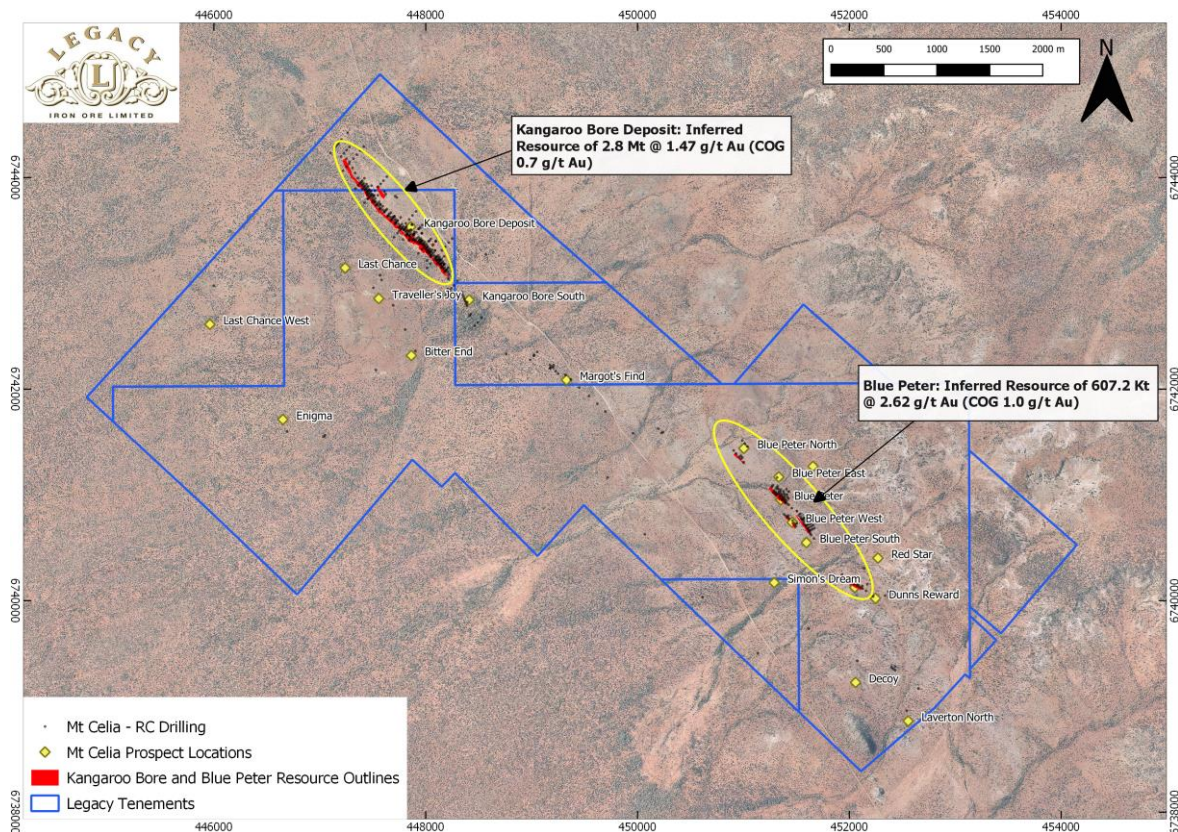 446000
448000
450000
452000
454000
LEGACY
LJ
IRON ORE LIMITED
0 500 1000 1500 2000 m
N
Kangaroo Bore Deposit: Inferred
Resource of 2.8 Mt @ 1.47 g/t Au (COG
0.7 g/t Au)
6744000
6744000
Kangaroo Bore Deposit
Last Chance
Traveller's Joy
Kangaroo Bore South
Last Chance West
Bitter End
Margot's Find
6742000
6742000
Blue Peter: Inferred Resource of 607.2 Kt
@ 2.62 g/t Au (COG 1.0 g/t Au)
Enigma
Blue Peter North
Blue Peter East
Blue Peter
Blue Peter West
Blue Peter South
Red Star
Simon's Dream
Dunns Reward
6740000
6740000
Decoy
Laverton North
Mt Celia - RC Drilling
Mt Celia Prospect Locations
Kangaroo Bore and Blue Peter Resource Outlines
Legacy Tenements
6738000
6738000
446000
448000
450000
452000
454000